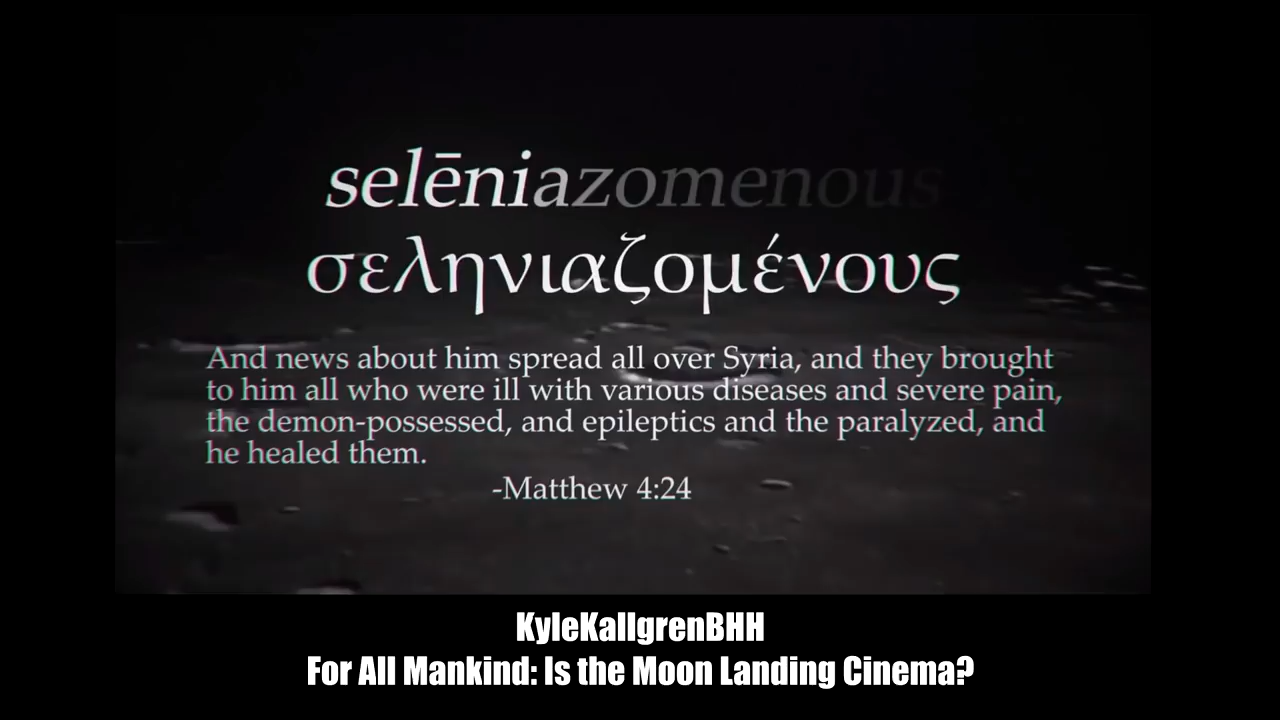 selēniazomenous
σεληνιαζομένους
And news about him spread all over Syria, and they brought
to him all who were ill with various diseases and severe pain,
the demon-possessed, and epileptics and the paralyzed, and
he healed them.
-Matthew 4:24
KyleKallgrenBHH
For All Mankind: Is the Moon Landing Cinema?